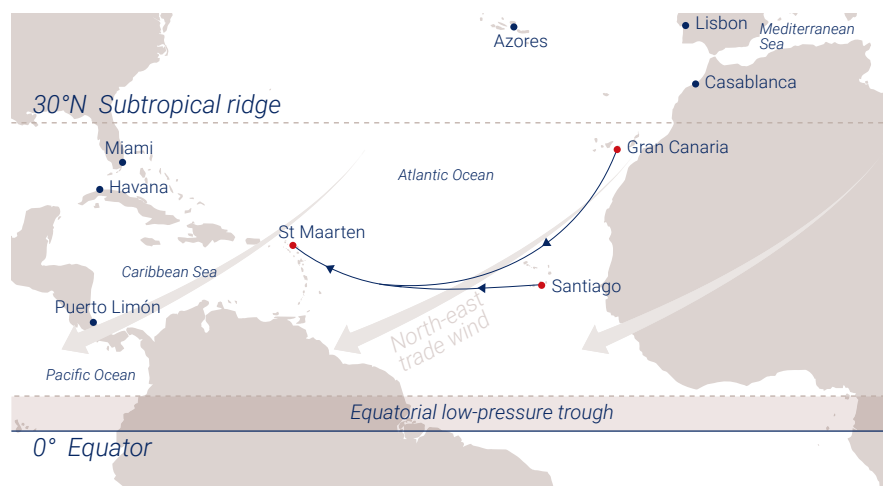 Lisbon
Mediterranean
Sea
Azores
Casablanca
30°N Subtropical ridge
Miami
Gran Canaria
Atlantic Ocean
Havana
St Maarten
Caribbean Sea
Santiago
Puerto Limón
North-east
trade wind
Pacific Ocean
Equatorial low-pressure trough
0° Equator